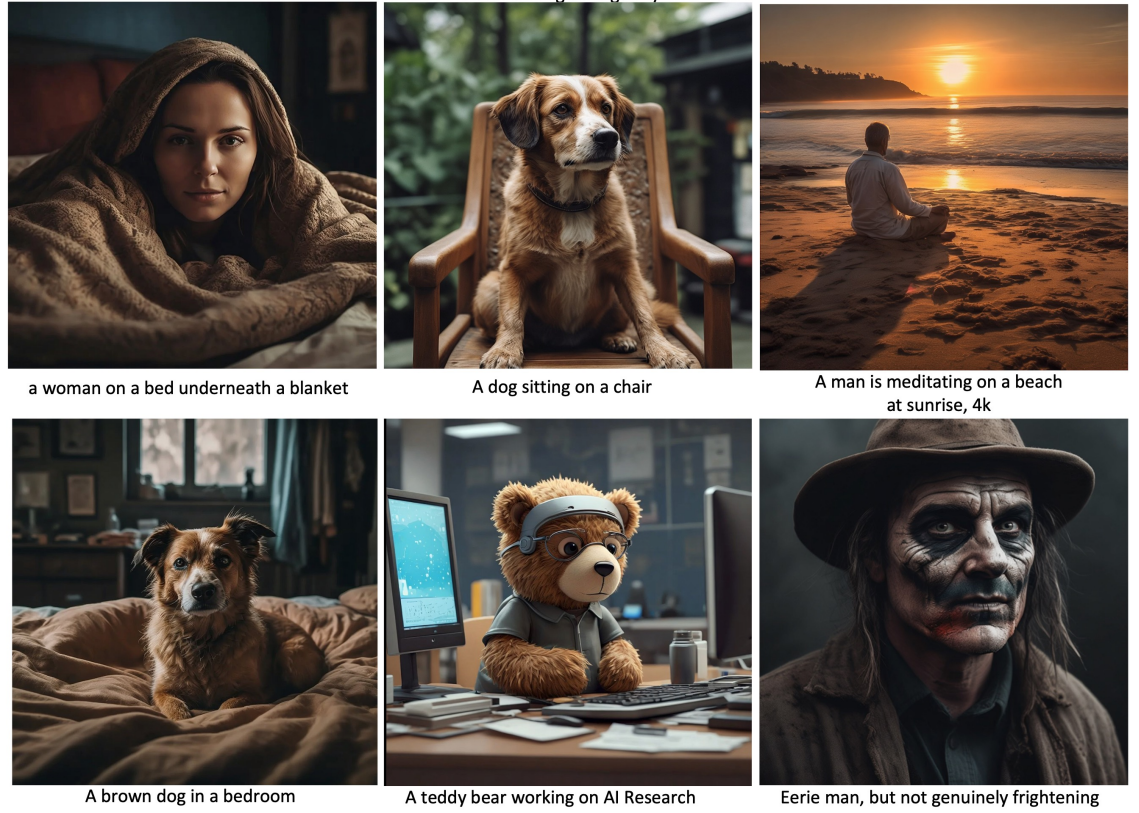 a woman on a bed underneath a blanket
A dog sitting on a chair
A man is meditating on a beach
at sunrise, 4k
A brown dog in a bedroom
A teddy bear working on AI Research
Eerie man, but not genuinely frightening